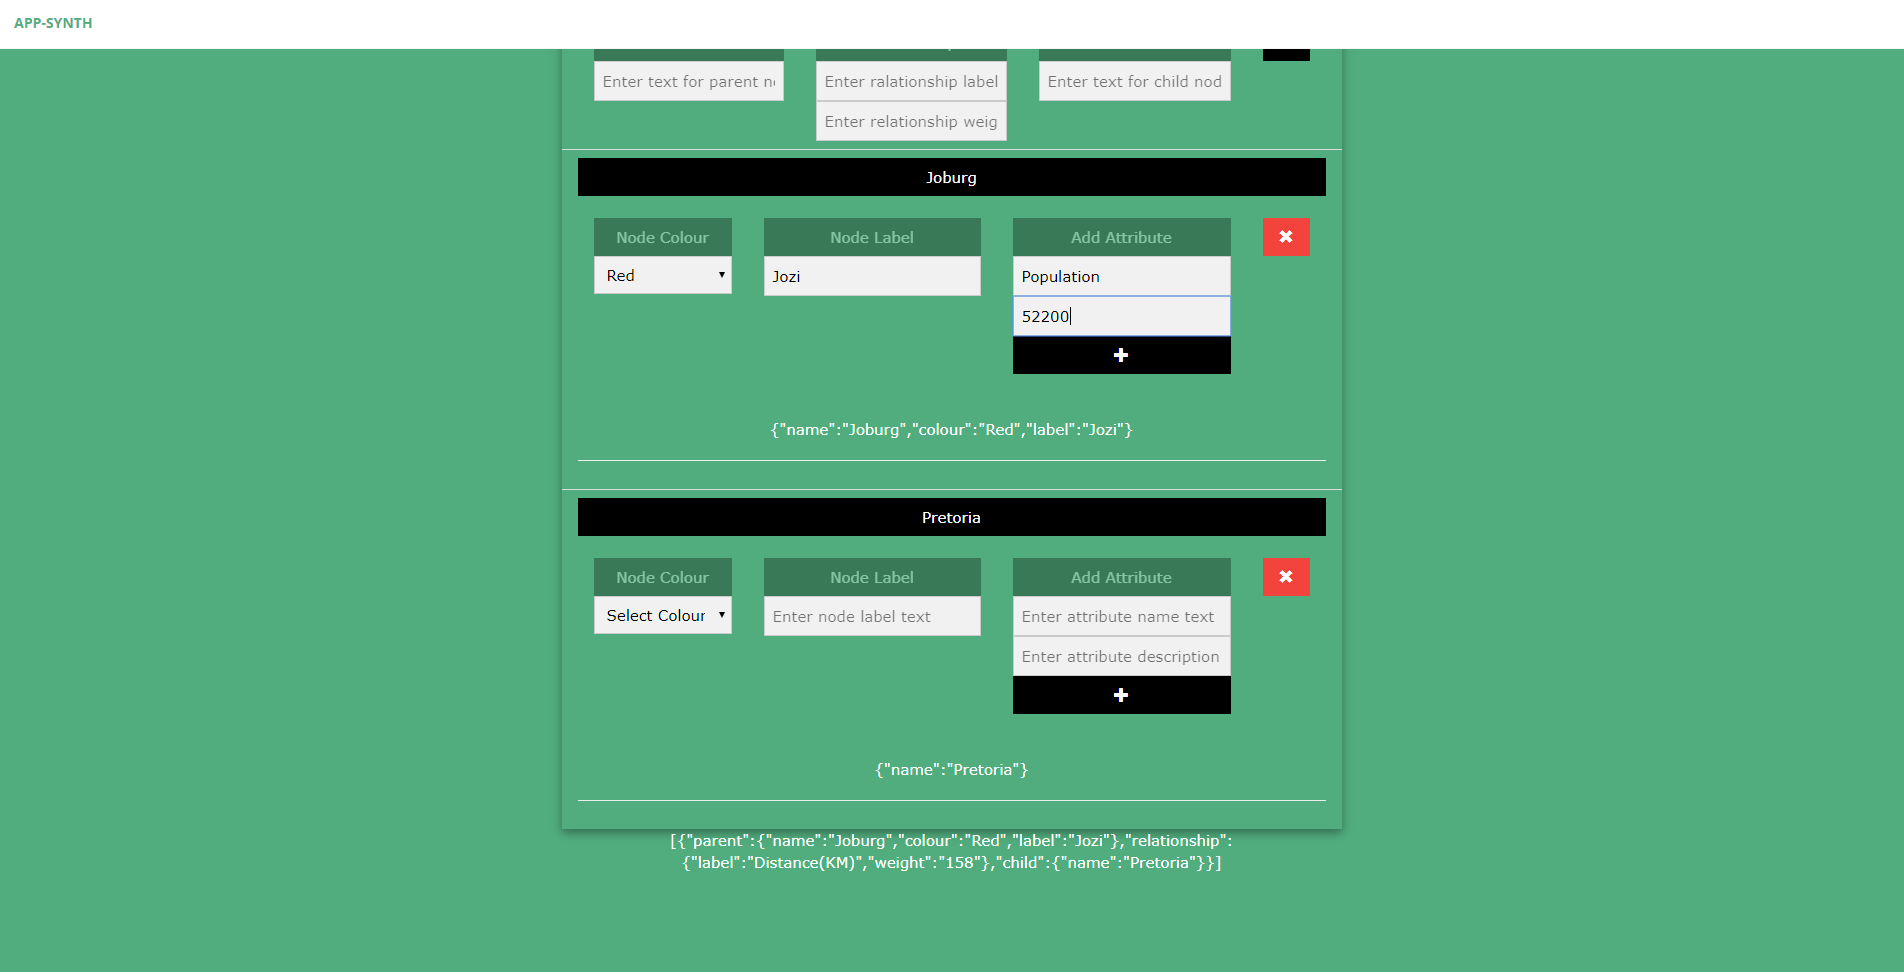 APP-SYNTH
Enter text for parent n
Enter ralationship label
Enter text for child nod
Enter relationship weig
Joburg
Node Colour
Node Label
Add Attribute
Red
Jozi
Population
52200
{"name":"Joburg","colour":"Red","label":"Jozi"}
Pretoria
Node Colour
Node Label
Add Attribute
Select Colour
Enter node label text
Enter attribute name text
Enter attribute description
{"name":"Pretoria"}
[{"parent":{"name":"Joburg","colour":"Red","label":"Jozi"},"relationship":
{"label":"Distance(KM)","weight":"158"},"child":{"name":"Pretoria"}}]